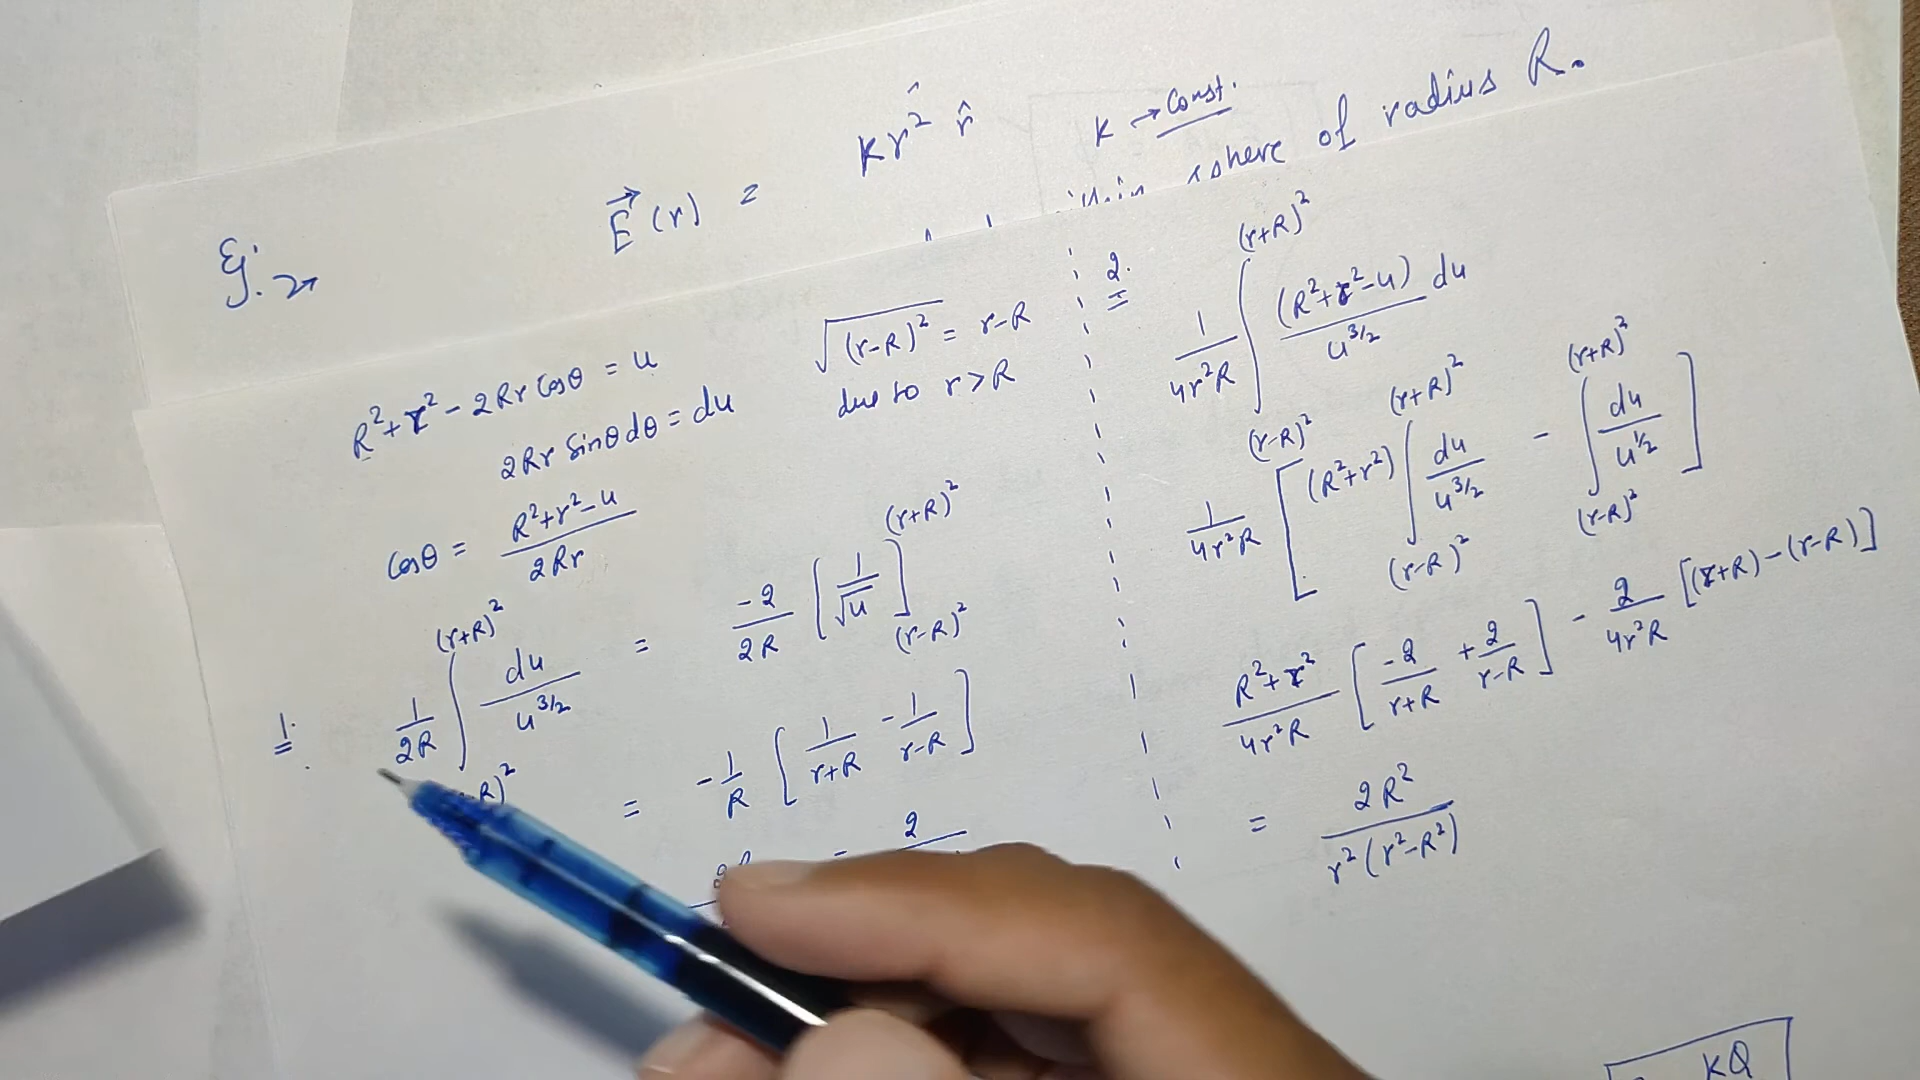 Eg. → E⃗(r) = kr² r̂ k → Const.
sphere of radius R.
R² + r² - 2Rr Cosθ = u
2Rr Sinθ dθ = du
√(r-R)² = r-R
due to r > R
Cosθ = (R² + r² - u) / 2Rr
1. 1/2R ∫ du/u^3/2 (r+R)² = -2/2R [1/√u] (r+R)² (r-R)²
= -1/R [1/(r+R) - 1/(r-R)]
2
2. 1/4r²R ∫ (R² + r² - u) du / u^3/2 (r+R)² (r-R)²
1/4r²R [(R² + r²) ∫ du/u^3/2 (r+R)² (r-R)² - ∫ du/u^1/2 (r+R)² (r-R)²]
(R² + r²)/4r²R [-2/(r+R) + 2/(r-R)] - 2/4r²R [(r+R) - (r-R)]
= 2R² / r²(r² - R²)
kQ